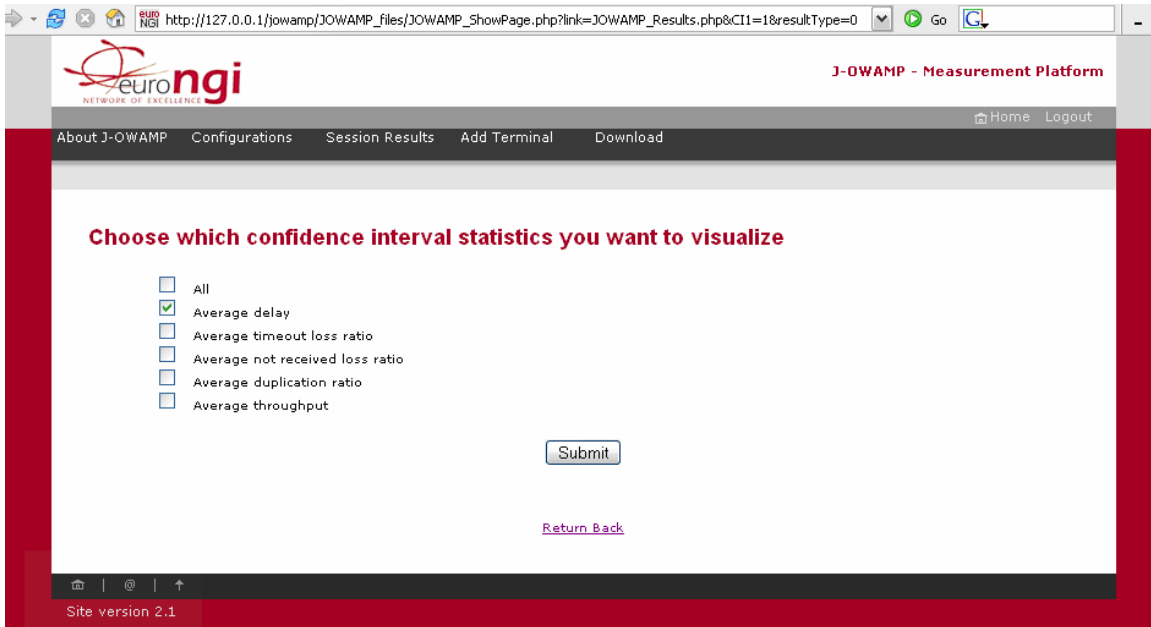 euro NGI http://127.0.0.1/jowamp/JOWAMP_files/JOWAMP_ShowPage.php?link=JOWAMP_Results.php&CI1=1&resultType=0 Go G
euro ngi
NETWORK OF EXCELLENCE
J-OWAMP - Measurement Platform
Home Logout
About J-OWAMP Configurations Session Results Add Terminal Download
Choose which confidence interval statistics you want to visualize
All
Average delay
Average timeout loss ratio
Average not received loss ratio
Average duplication ratio
Average throughput
Submit
Return Back
| @ |
Site version 2.1